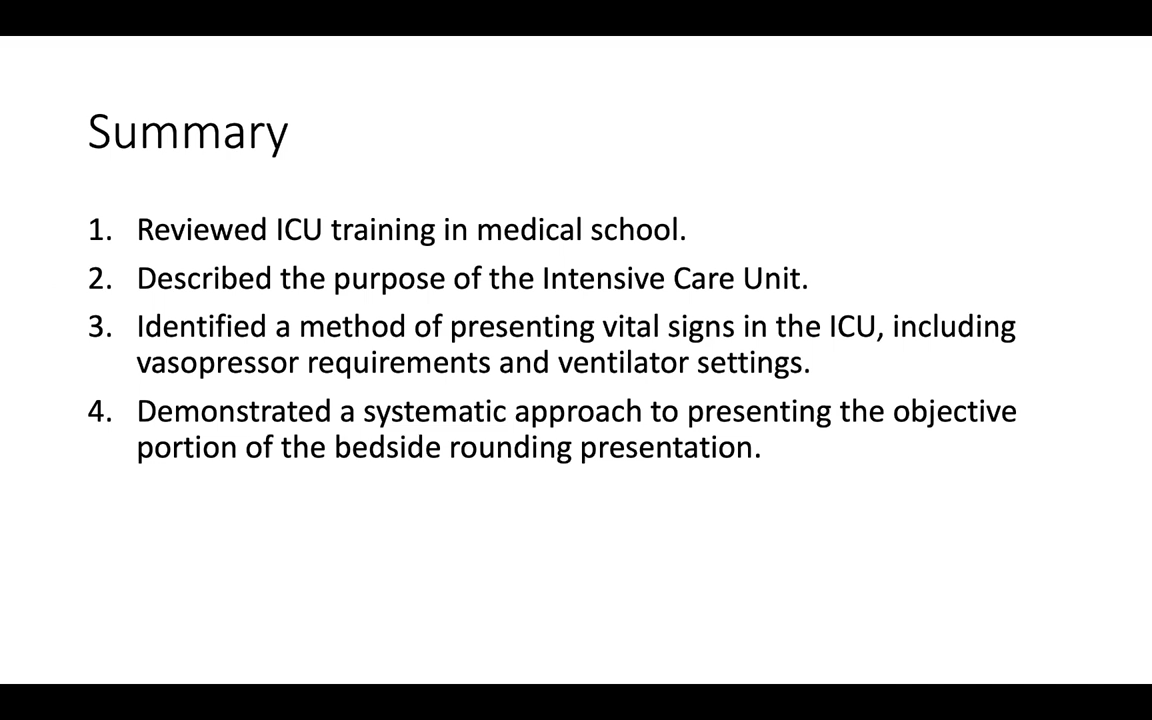 Summary
1. Reviewed ICU training in medical school.
2. Described the purpose of the Intensive Care Unit.
3. Identified a method of presenting vital signs in the ICU, including
vasopressor requirements and ventilator settings.
4. Demonstrated a systematic approach to presenting the objective
portion of the bedside rounding presentation.